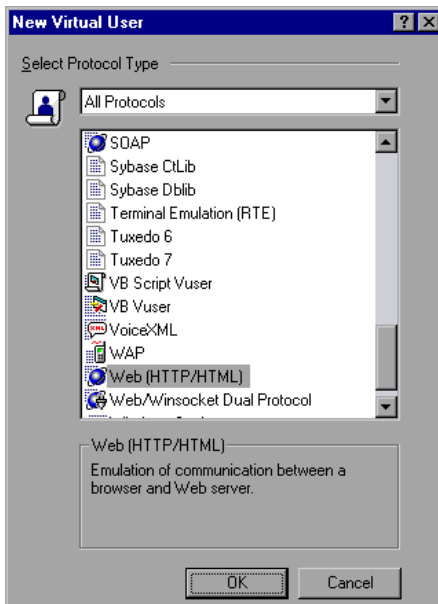 New Virtual User
Select Protocol Type
All Protocols
SOAP
Sybase CtLib
Sybase Dblib
Terminal Emulation (RTE)
Tuxedo 6
Tuxedo 7
VB Script Vuser
VB Vuser
VoiceXML
WAP
Web (HTTP/HTML)
Web/Winsocket Dual Protocol
Web (HTTP/HTML)
Emulation of communication between a
browser and Web server.
OK Cancel